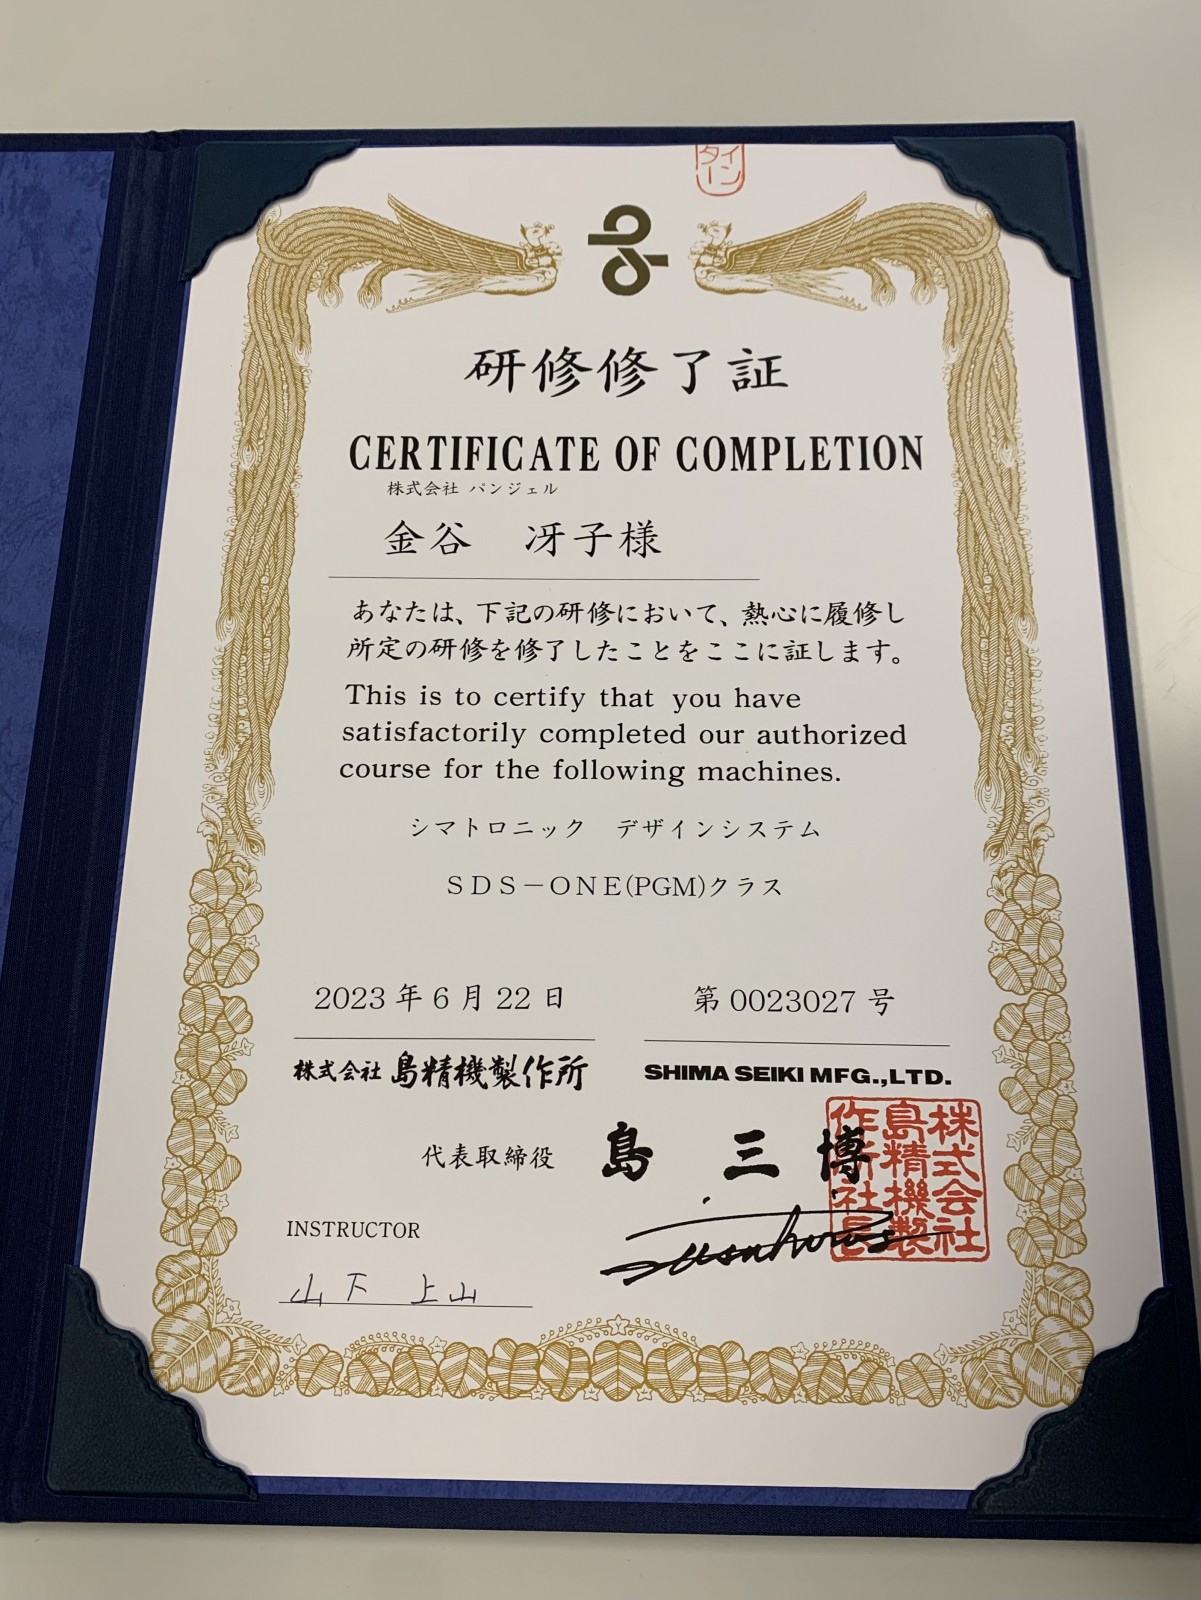 イン
ター
研修修了証
CERTIFICATE OF COMPLETION
株式会社 パンジェル
金谷 冴子様
あなたは、下記の研修において、熱心に履修し
所定の研修を修了したことをここに証します。
This is to certify that you have
satisfactorily completed our authorized
course for the following machines.
シマトロニック デザインシステム
SDS-ONE(PGM)クラス
2023年6月22日
第0023027号
株式会社 島精機製作所
SHIMA SEIKI MFG.,LTD.
代表取締役 島 三 博
株式会社
島精機製
作所社長
INSTRUCTOR
山下 上山